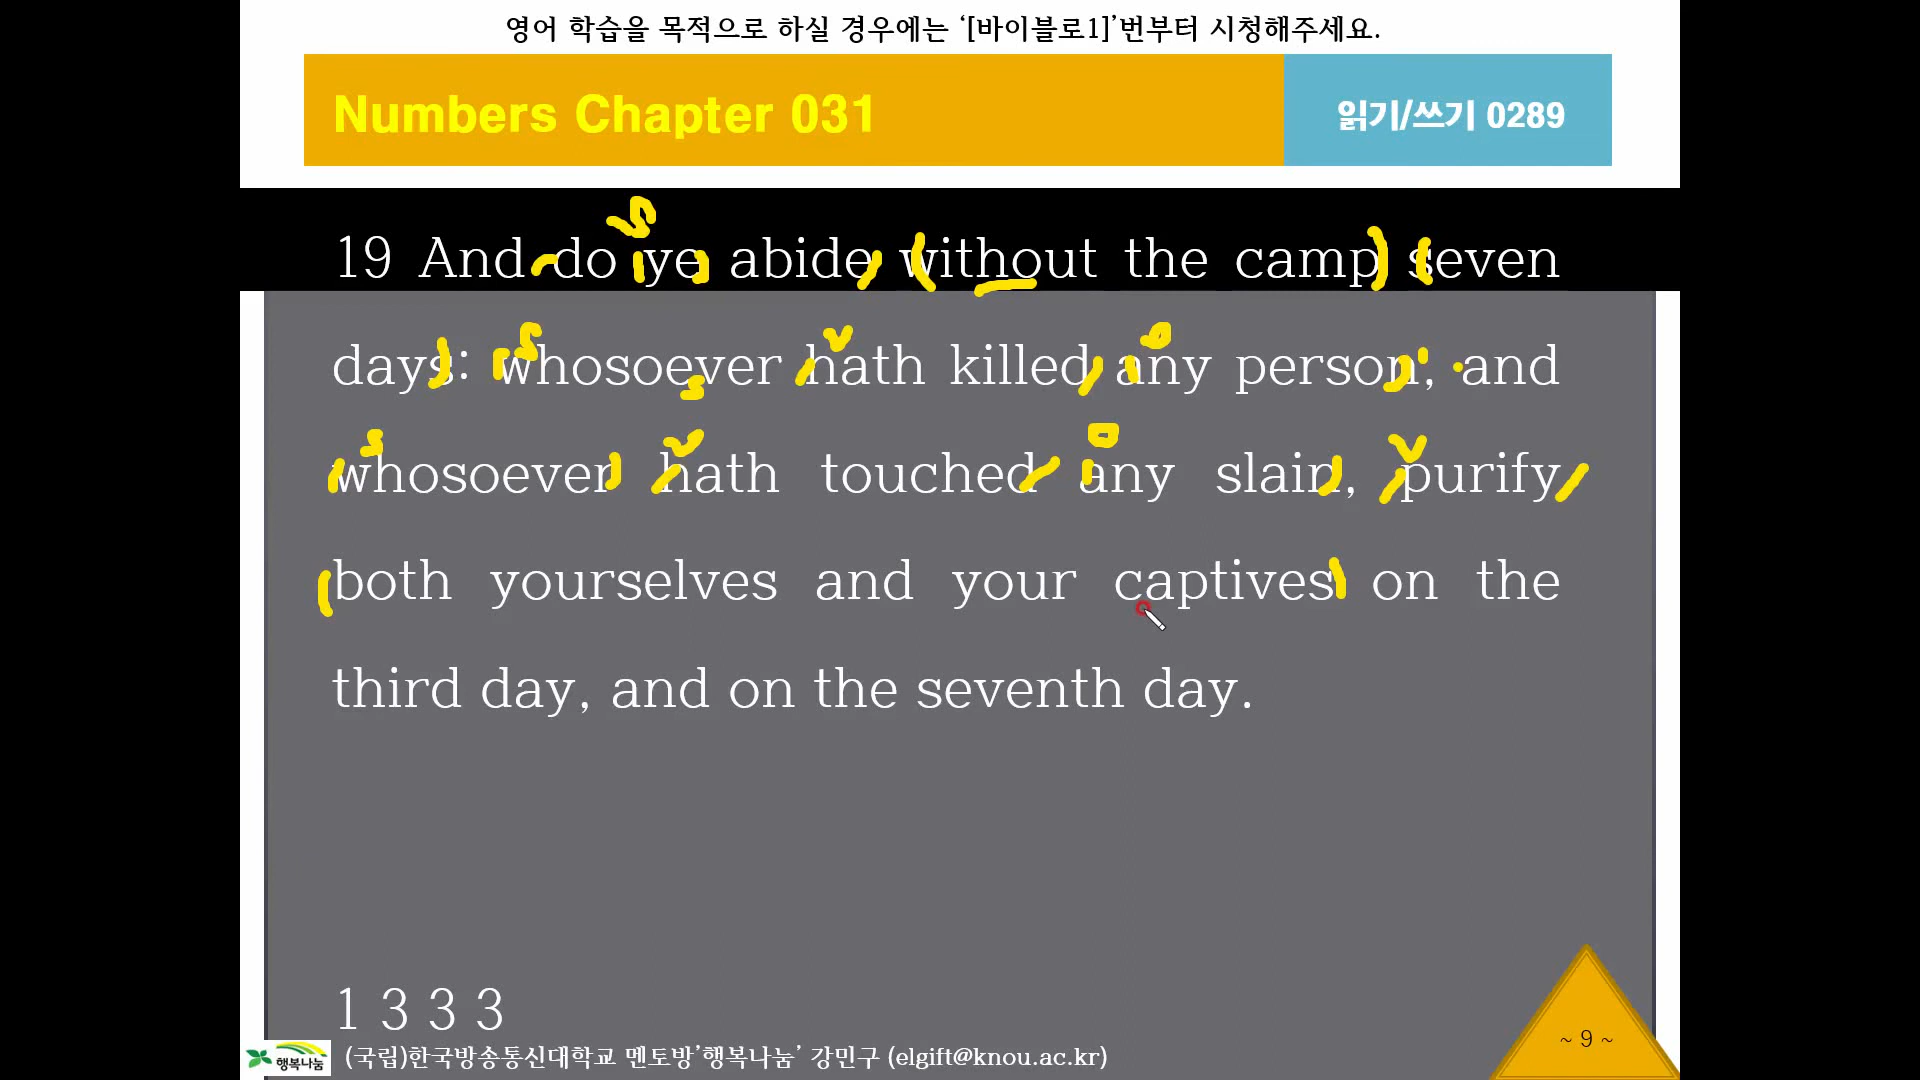 영어 학습을 목적으로 하실 경우에는 ‘[바이블로1]’번부터 시청해주세요.
Numbers Chapter 031
읽기/쓰기 0289
19 And do ye abide without the camp seven
days: whosoever hath killed any person, and
whosoever hath touched any slain, purify
both yourselves and your captives on the
third day, and on the seventh day.
1 3 3 3
~ 9 ~
행복나눔
(국립)한국방송통신대학교 멘토방’행복나눔’ 강민구 (elgift@knou.ac.kr)